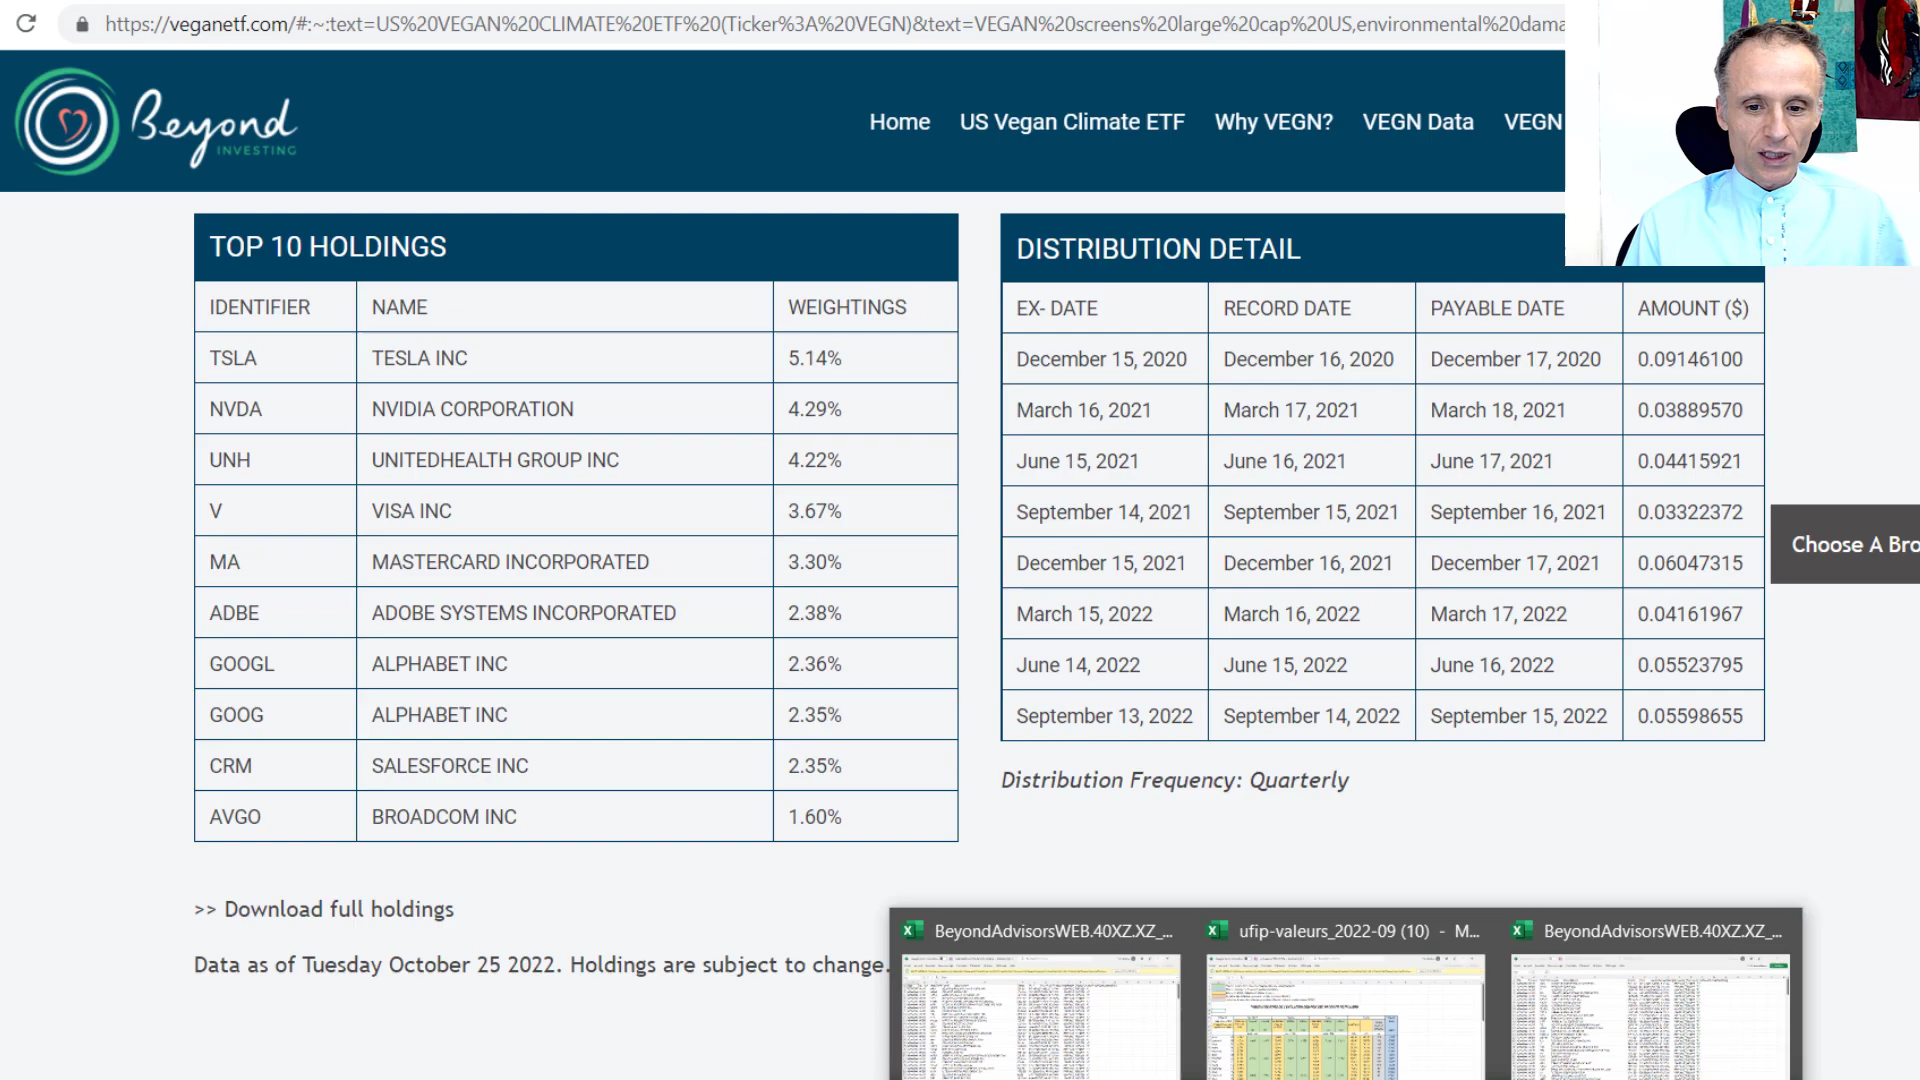 https://veganetf.com/#:~:text=US%20VEGAN%20CLIMATE%20ETF%20(Ticker%3A%20VEGN)&text=VEGAN%20screens%20large%20cap%20US,environmental%20dama
Beyond
INVESTING
Home US Vegan Climate ETF Why VEGN? VEGN Data VEGN
TOP 10 HOLDINGS
IDENTIFIER NAME WEIGHTINGS
TSLA TESLA INC 5.14%
NVDA NVIDIA CORPORATION 4.29%
UNH UNITEDHEALTH GROUP INC 4.22%
V VISA INC 3.67%
MA MASTERCARD INCORPORATED 3.30%
ADBE ADOBE SYSTEMS INCORPORATED 2.38%
GOOGL ALPHABET INC 2.36%
GOOG ALPHABET INC 2.35%
CRM SALESFORCE INC 2.35%
AVGO BROADCOM INC 1.60%
>> Download full holdings
Data as of Tuesday October 25 2022. Holdings are subject to change.
DISTRIBUTION DETAIL
EX- DATE RECORD DATE PAYABLE DATE AMOUNT ($)
December 15, 2020 December 16, 2020 December 17, 2020 0.09146100
March 16, 2021 March 17, 2021 March 18, 2021 0.03889570
June 15, 2021 June 16, 2021 June 17, 2021 0.04415921
September 14, 2021 September 15, 2021 September 16, 2021 0.03322372
December 15, 2021 December 16, 2021 December 17, 2021 0.06047315
March 15, 2022 March 16, 2022 March 17, 2022 0.04161967
June 14, 2022 June 15, 2022 June 16, 2022 0.05523795
September 13, 2022 September 14, 2022 September 15, 2022 0.05598655
Distribution Frequency: Quarterly
Choose A Bro
BeyondAdvisorsWEB.40XZ.XZ_...
ufip-valeurs_2022-09 (10) - M...
BeyondAdvisorsWEB.40XZ.XZ_...